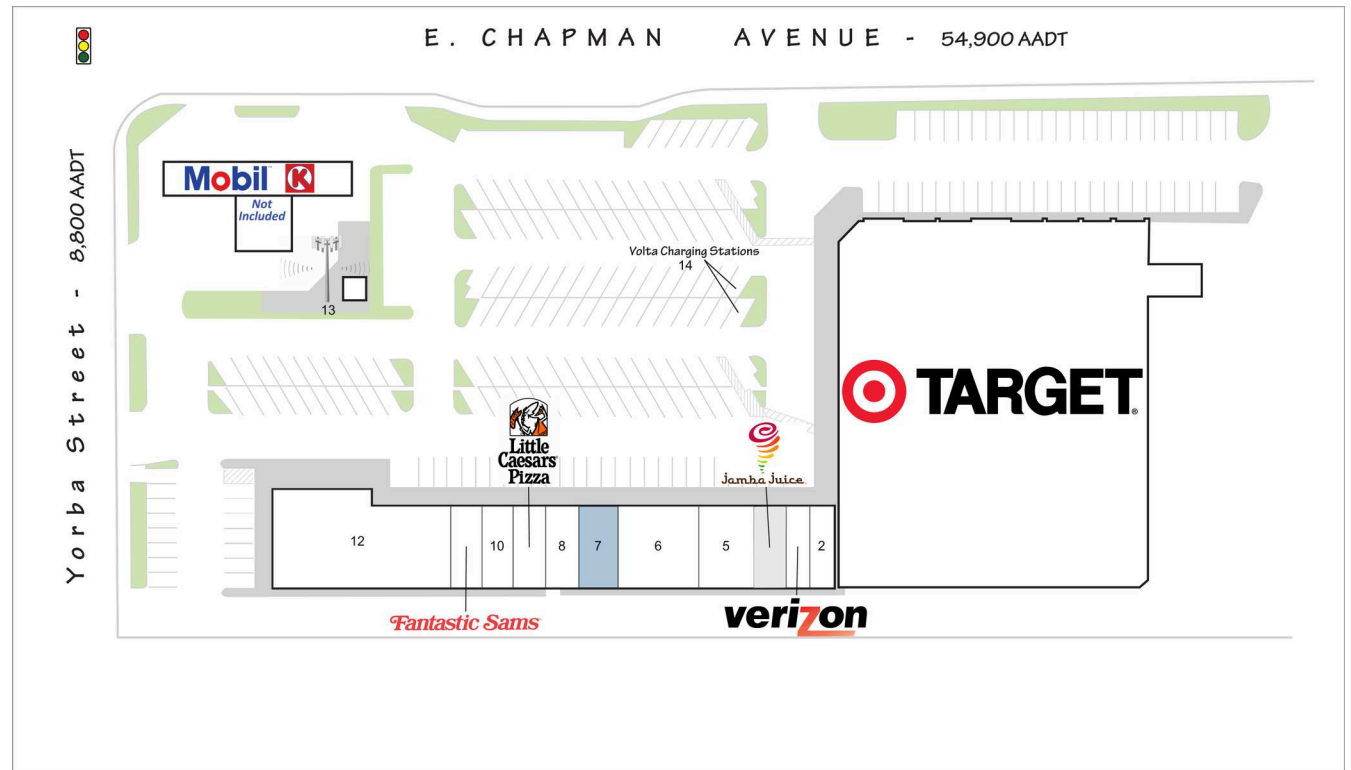 E. CHAPMAN AVENUE - 54,900 AADT
Yorba Street - 8,800 AADT
Mobil K
Not
Included
13
Volta Charging Stations
14
TARGET
Little
Caesars
Pizza
Jamba Juice
12
10
8
7
6
5
2
Fantastic Sams
verizon